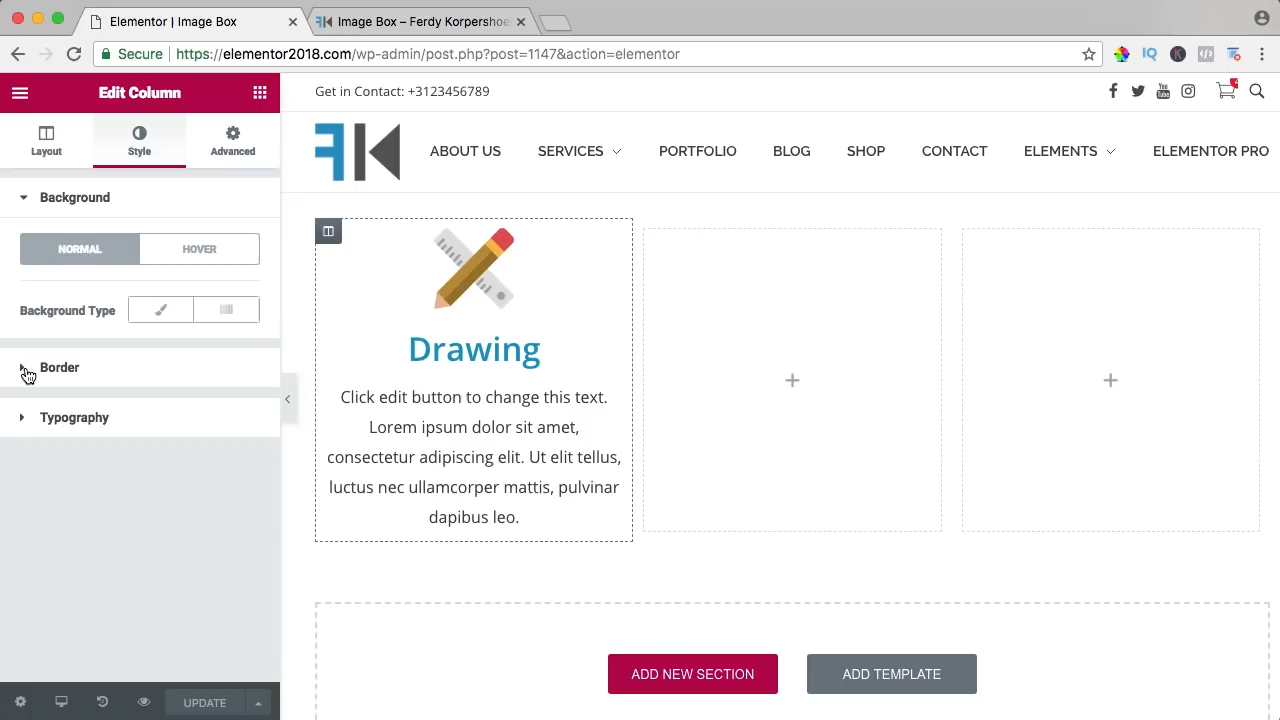 Elementor | Image Box
Image Box – Ferdy Korpershoe
Secure
https://elementor2018.com/wp-admin/post.php?post=1147&action=elementor
Edit Column
Layout
Style
Advanced
Background
NORMAL
HOVER
Background Type
Border
Typography
UPDATE
Get in Contact: +3123456789
FK
ABOUT US
SERVICES
PORTFOLIO
BLOG
SHOP
CONTACT
ELEMENTS
ELEMENTOR PRO
Drawing
Click edit button to change this text.
Lorem ipsum dolor sit amet,
consectetur adipiscing elit. Ut elit tellus,
luctus nec ullamcorper mattis, pulvinar
dapibus leo.
ADD NEW SECTION
ADD TEMPLATE